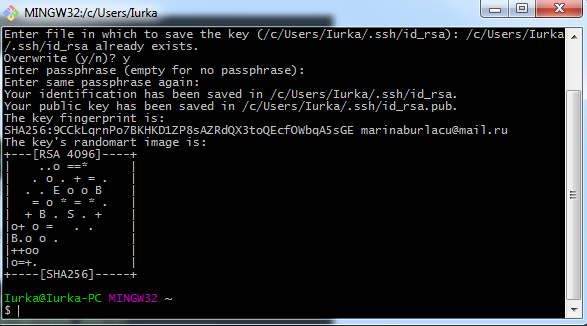 MINGW32:/c/Users/Iurka
Enter file in which to save the key (/c/Users/Iurka/.ssh/id_rsa): /c/Users/Iurka
/.ssh/id_rsa already exists.
Overwrite (y/n)? y
Enter passphrase (empty for no passphrase):
Enter same passphrase again:
Your identification has been saved in /c/Users/Iurka/.ssh/id_rsa.
Your public key has been saved in /c/Users/Iurka/.ssh/id_rsa.pub.
The key fingerprint is:
SHA256:9CCkLqrnPo7BKHKD1ZP8sAZRdQX3toQEcfOWbqA5sGE marinaburlacu@mail.ru
The key's randomart image is:
+---[RSA 4096]----+
|    ..o ==*      |
|   . o . + = .   |
|  . . E o o B    |
|   = o * = * .   |
|  + B . S . +    |
|o+ o =   . .     |
|B.o o .          |
|++oo             |
|o=+.             |
+----[SHA256]-----+
Iurka@Iurka-PC MINGW32 ~
$